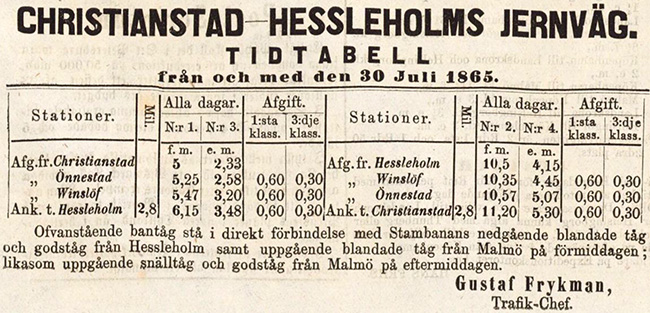 CHRISTIANSTAD—HESSLEHOLMS JERNVÄG.
TIDTABELL
från och med den 30 Juli 1865.
Stationer. Mil. Alla dagar. Afgift. Stationer. Mil. Alla dagar. Afgift.
N:r 1. N:r 3. 1:sta klass. 3:dje klass. N:r 2. N:r 4. 1:sta klass. 3:dje klass.
f. m. e. m. f. m. e. m.
Afg. fr. Christianstad 5 2,33 Afg. fr. Hessleholm 10,5 4,15
„ Önnestad 5,25 2,58 0,60 0,30 „ Winslöf 10,35 4,45 0,60 0,30
„ Winslöf 5,47 3,20 0,60 0,30 „ Önnestad 10,57 5,07 0,60 0,30
Ank. t. Hessleholm 2,8 6,15 3,48 0,60 0,30 Ank. t. Christianstad 2,8 11,20 5,30 0,60 0,30
Ofvanstående bantåg stå i direkt förbindelse med Stambanans nedgående blandade tåg
och godståg från Hessleholm samt uppgående blandade tåg från Malmö på förmiddagen;
likasom uppgående snälltåg och godståg från Malmö på eftermiddagen.
Gustaf Frykman,
Trafik-Chef.